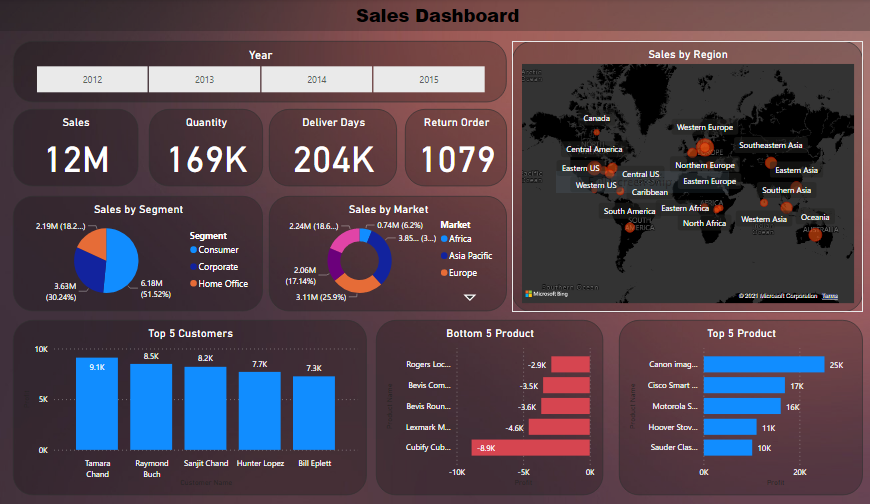 Sales Dashboard
Year
2012
2013
2014
2015
Sales
12M
Quantity
169K
Deliver Days
204K
Return Order
1079
Sales by Segment
2.19M (18.2...)
3.63M
(30.24%)
6.18M
(51.52%)
Segment
Consumer
Corporate
Home Office
Sales by Market
2.24M (18.6...)
0.74M (6.2%)
3.85... (3...)
2.06M
(17.14%)
3.11M (25.9%)
Market
Africa
Asia Pacific
Europe
Sales by Region
Canada
Western Europe
Central America
Southeastern Asia
Eastern US
Central US
Northern Europe
Eastern Asia
Western US
Eastern Europe
Caribbean
Southern Asia
South America
Eastern Africa
AFRICA
Western Asia
Oceania
North Africa
AUSTRALIA
Microsoft Bing
© 2021 Microsoft Corporation Terms
Top 5 Customers
10K
5K
0K
9.1K
8.5K
8.2K
7.7K
7.3K
Tamara
Chand
Raymond
Buch
Sanjit Chand
Hunter Lopez
Bill Eplett
Customer Name
Bottom 5 Product
Product Name
Rogers Loc...
-2.9K
Bevis Com...
-3.5K
Bevis Roun...
-3.6K
Lexmark M...
-4.6K
Cubify Cub...
-8.9K
-10K
-5K
0K
Profit
Top 5 Product
Product Name
Canon imag...
25K
Cisco Smart ...
17K
Motorola S...
16K
Hoover Stov...
11K
Sauder Clas...
10K
0K
20K
Profit